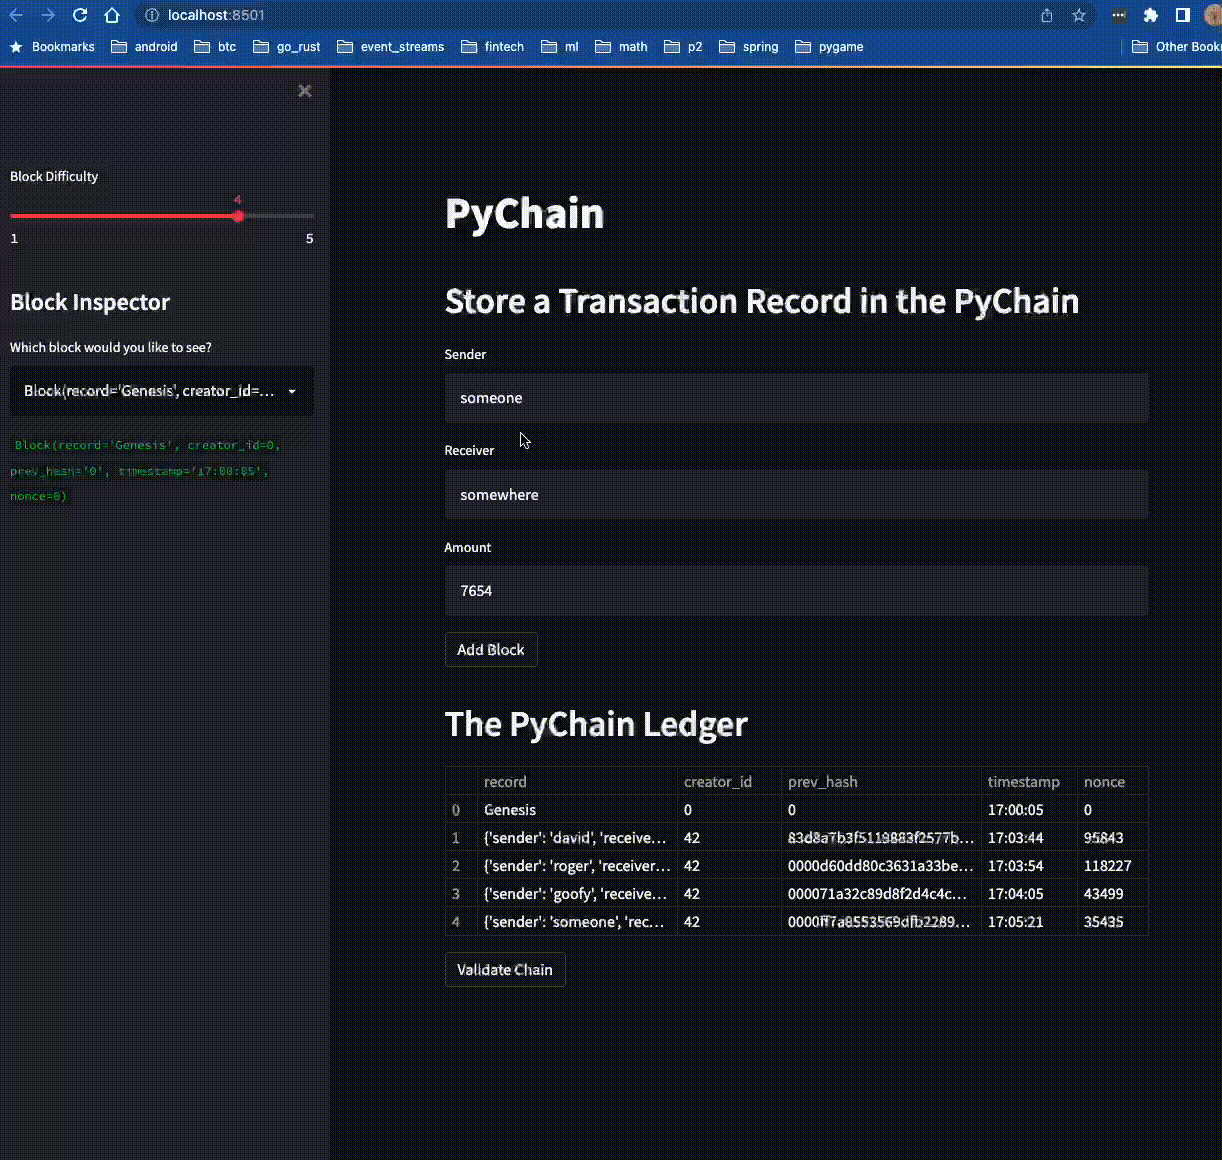 localhost:8501
Bookmarks android btc go_rust event_streams fintech ml math p2 spring pygame Other Book
Block Difficulty
4
1 5
Block Inspector
Which block would you like to see?
Block(record='Genesis', creator_id=...
Block(record='Genesis', creator_id=0,
prev_hash='0', timestamp='17:00:05',
nonce=0)
PyChain
Store a Transaction Record in the PyChain
Sender
someone
Receiver
somewhere
Amount
7654
Add Block
The PyChain Ledger
record creator_id prev_hash timestamp nonce
0 Genesis 0 0 17:00:05 0
1 {'sender': 'david', 'receive... 42 17:03:44 95843
2 {'sender': 'roger', 'receiver... 42 0000d60dd80c3631a33be... 17:03:54 118227
3 {'sender': 'goofy', 'receive... 42 000071a32c89d8f2d4c4c... 17:04:05 43499
4 {'sender': 'someone', 'rec... 42 17:05:21 35435
Validate Chain